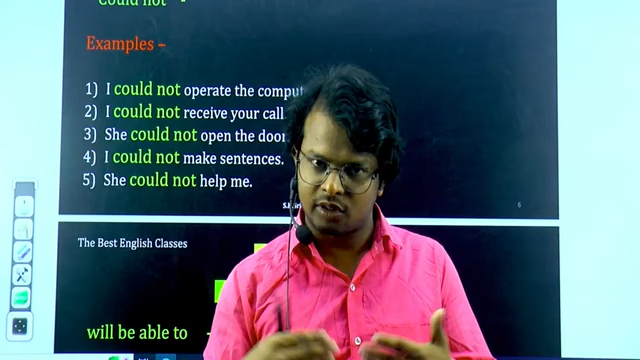 Could not -
Examples –
1) I could not operate the
2) I could not receive your call
3) She could not open the door
4) I could not make sentences.
5) She could not help me.
6
The Best English Classes
will be able to -